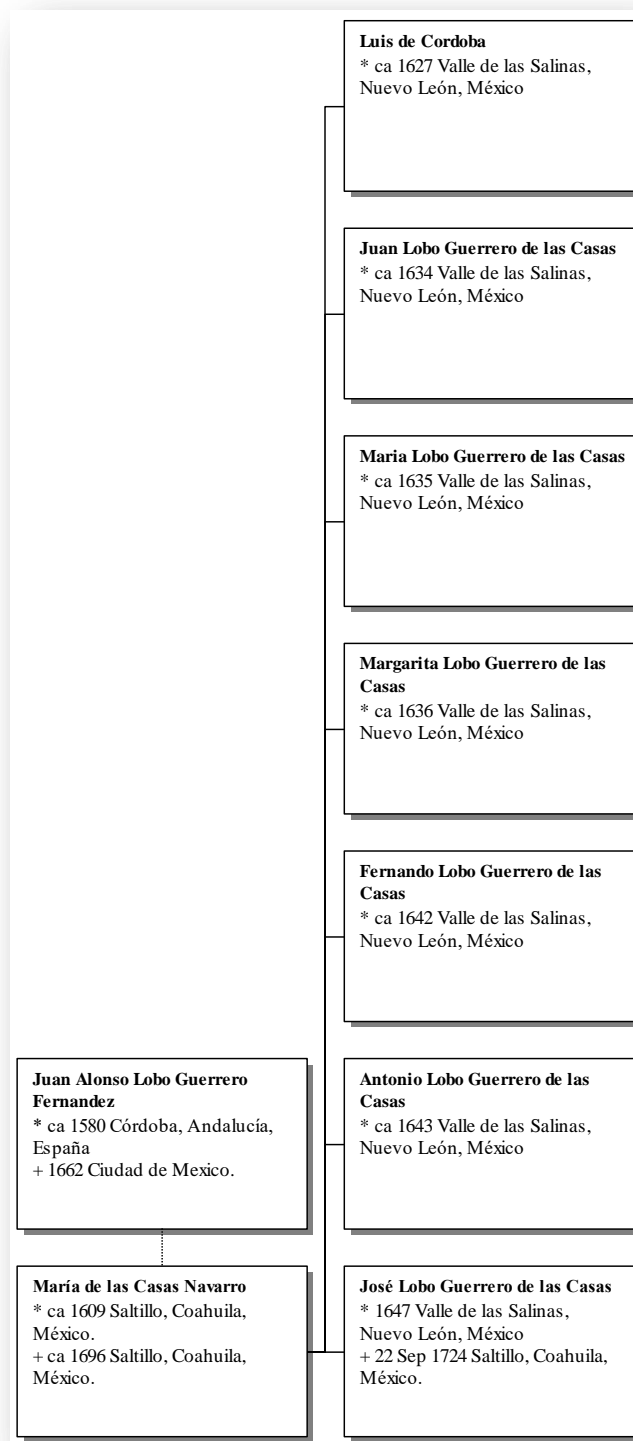 Luis de Cordoba
* ca 1627 Valle de las Salinas,
Nuevo León, México
Juan Lobo Guerrero de las Casas
* ca 1634 Valle de las Salinas,
Nuevo León, México
Maria Lobo Guerrero de las Casas
* ca 1635 Valle de las Salinas,
Nuevo León, México
Margarita Lobo Guerrero de las
Casas
* ca 1636 Valle de las Salinas,
Nuevo León, México
Fernando Lobo Guerrero de las
Casas
* ca 1642 Valle de las Salinas,
Nuevo León, México
Juan Alonso Lobo Guerrero
Fernandez
* ca 1580 Córdoba, Andalucía,
España
+ 1662 Ciudad de Mexico.
Antonio Lobo Guerrero de las
Casas
* ca 1643 Valle de las Salinas,
Nuevo León, México
María de las Casas Navarro
* ca 1609 Saltillo, Coahuila,
México.
+ ca 1696 Saltillo, Coahuila,
México.
José Lobo Guerrero de las Casas
* 1647 Valle de las Salinas,
Nuevo León, México
+ 22 Sep 1724 Saltillo, Coahuila,
México.